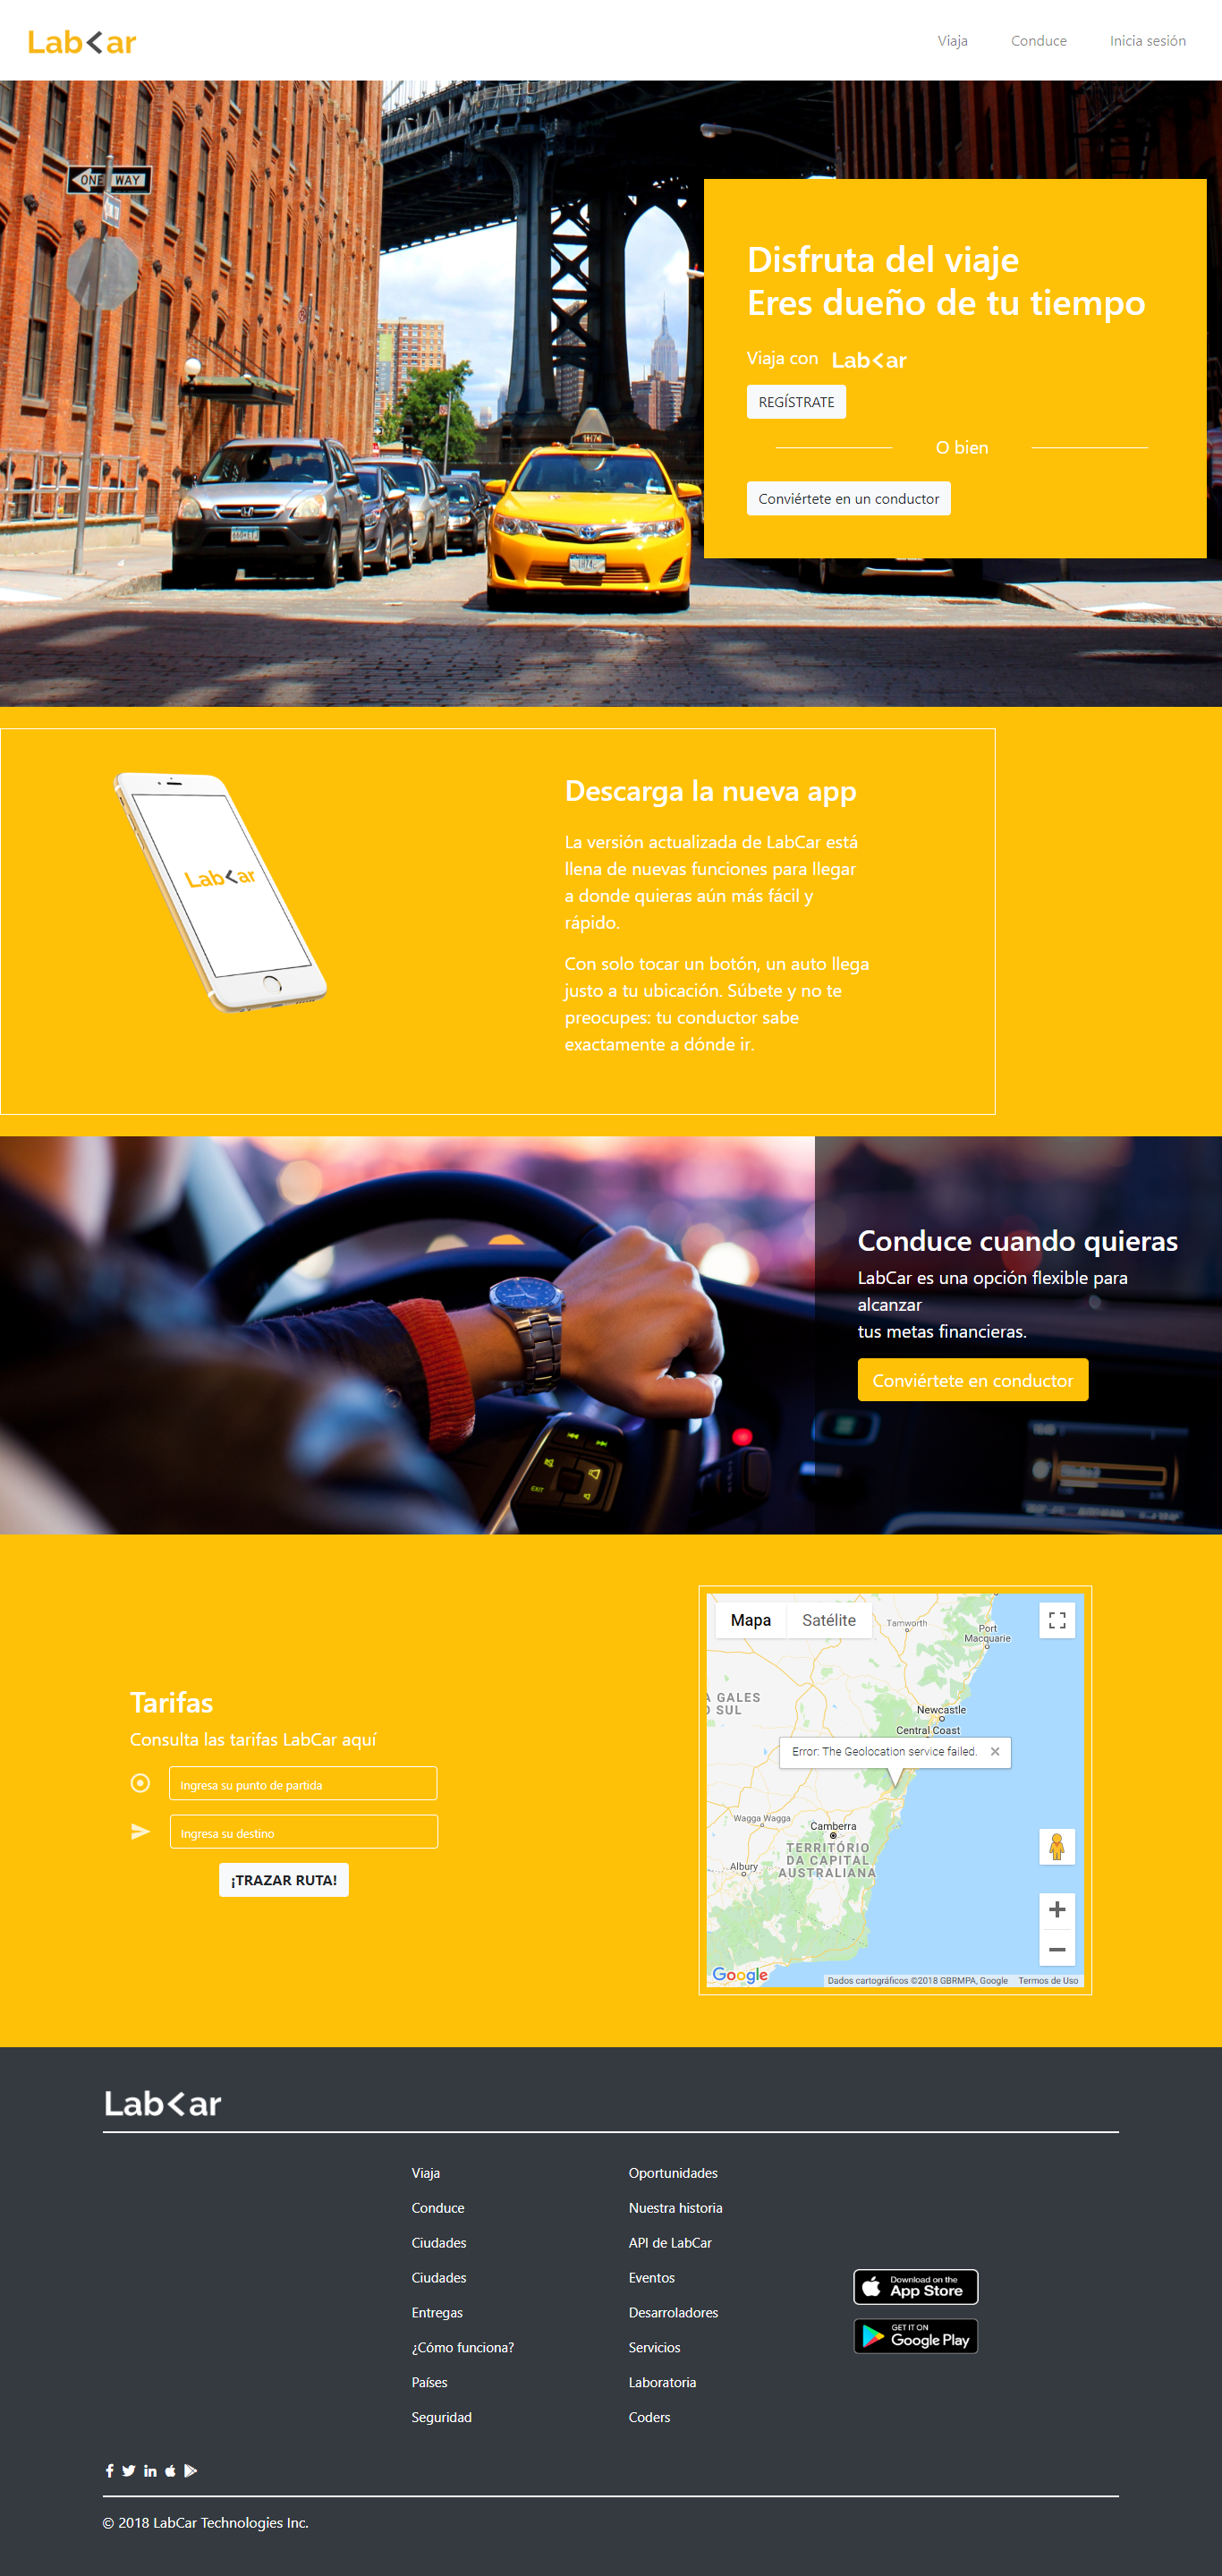 Lab<ar
Viaja
Conduce
Inicia sesión
ONE WAY
1H74
Disfruta del viaje
Eres dueño de tu tiempo
Viaja con Lab<ar
REGÍSTRATE
O bien
Conviértete en un conductor
Lab<ar
Descarga la nueva app
La versión actualizada de LabCar está
llena de nuevas funciones para llegar
a donde quieras aún más fácil y
rápido.
Con solo tocar un botón, un auto llega
justo a tu ubicación. Súbete y no te
preocupes: tu conductor sabe
exactamente a dónde ir.
EXIT
Conduce cuando quieras
LabCar es una opción flexible para
alcanzar
tus metas financieras.
Conviértete en conductor
Tarifas
Consulta las tarifas LabCar aquí
Ingresa su punto de partida
Ingresa su destino
¡TRAZAR RUTA!
Mapa
Satélite
Tamworth
Port
Macquarie
A GALES
O SUL
Newcastle
Central Coast
Error: The Geolocation service failed.
Wagga Wagga
Camberra
TERRITÓRIO
DA CAPITAL
AUSTRALIANA
Albury
Google
Dados cartográficos ©2018 GBRMPA, Google
Termos de Uso
Lab<ar
Viaja
Conduce
Ciudades
Ciudades
Entregas
¿Cómo funciona?
Países
Seguridad
Oportunidades
Nuestra historia
API de LabCar
Eventos
Desarroladores
Servicios
Laboratoria
Coders
Download on the
App Store
GET IT ON
Google Play
© 2018 LabCar Technologies Inc.